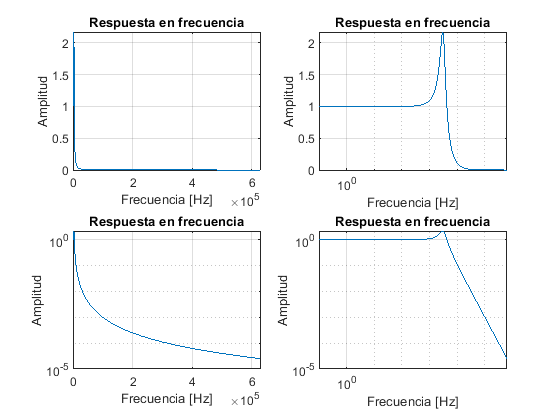 Respuesta en frecuencia
Respuesta en frecuencia
Amplitud
2
1.5
1
0.5
0
0
2
4
6
Frecuencia [Hz]
×10^5
Amplitud
2
1.5
1
0.5
0
10^0
Frecuencia [Hz]
Respuesta en frecuencia
Respuesta en frecuencia
Amplitud
10^0
10^-5
0
2
4
6
Frecuencia [Hz]
×10^5
Amplitud
10^0
10^-5
10^0
Frecuencia [Hz]